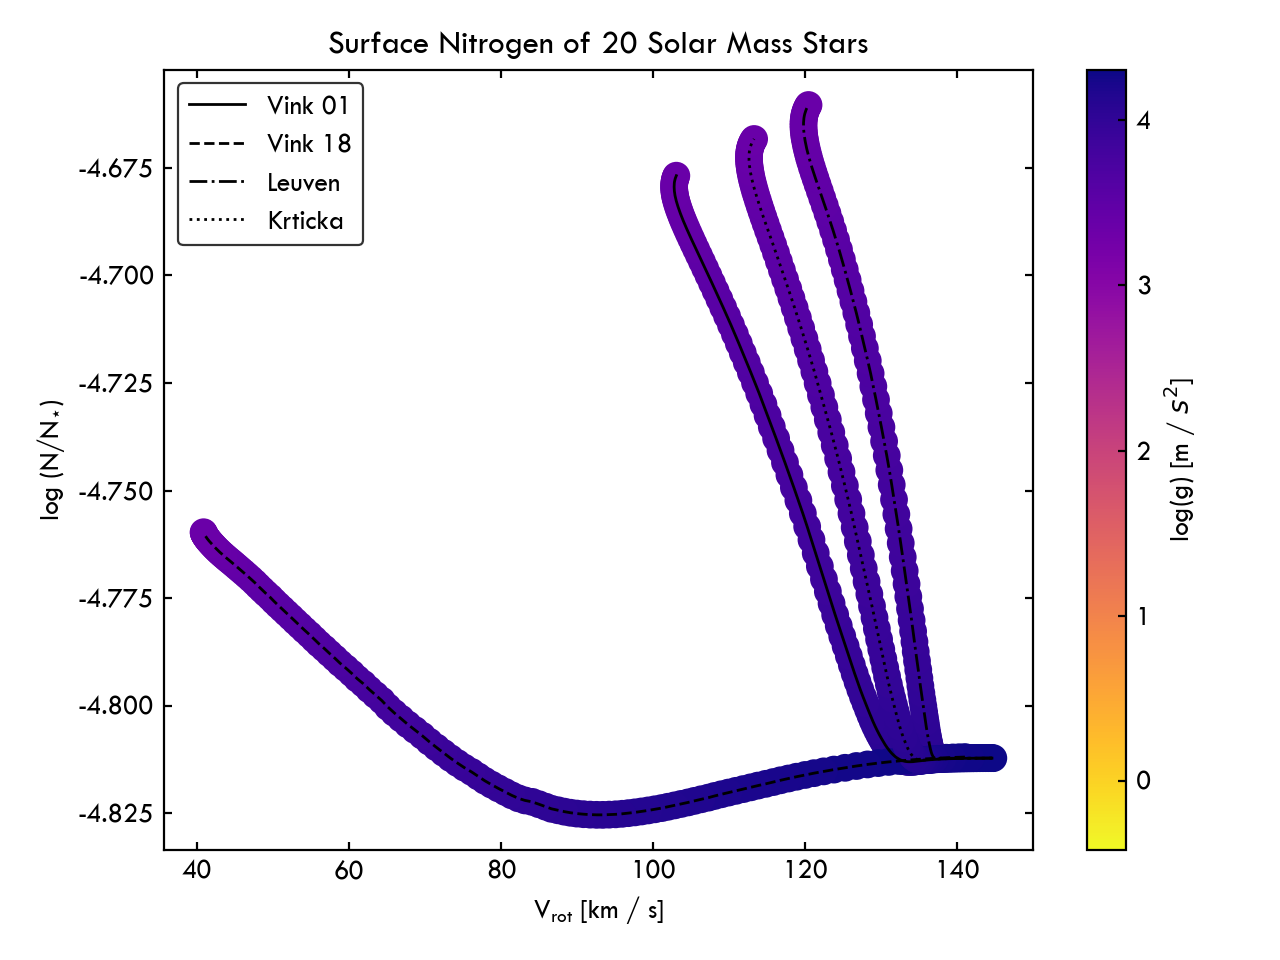 Surface Nitrogen of 20 Solar Mass Stars
Vink 01
Vink 18
Leuven
Krticka
-4.675
-4.700
-4.725
-4.750
-4.775
-4.800
-4.825
log (N/N⋆)
40
60
80
100
120
140
V_rot [km / s]
4
3
2
1
0
log(g) [m / s²]